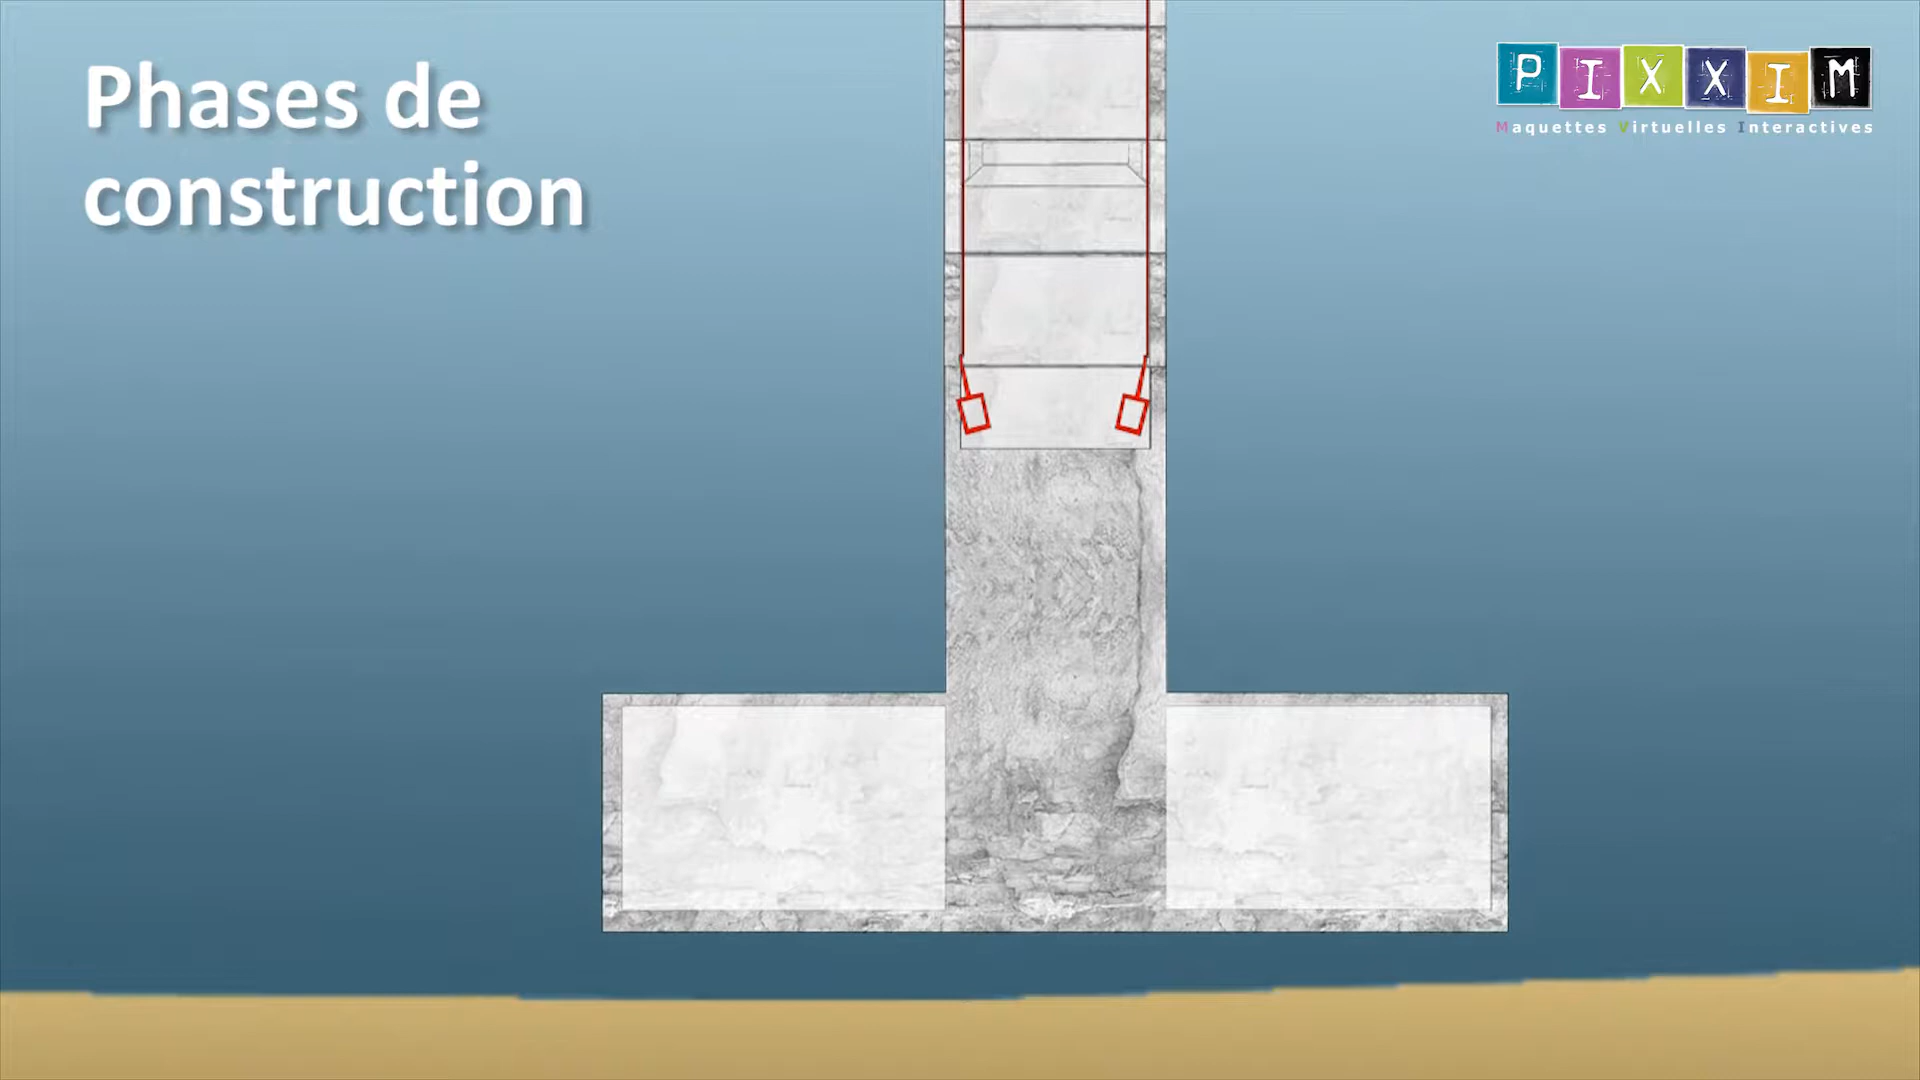 Phases de
construction
PIXXIM
Maquettes Virtuelles Interactives